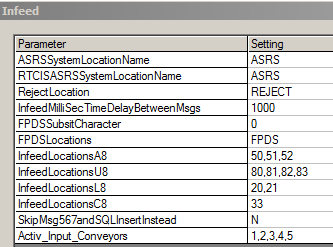 Infeed
Parameter Setting
ASRSSystemLocationName ASRS
RTCISASRSSystemLocationName ASRS
RejectLocation REJECT
InfeedMilliSecTimeDelayBetweenMsgs 1000
FPDSSubsitCharacter 0
FPDSLocations FPDS
InfeedLocationsA8 50,51,52
InfeedLocationsU8 80,81,82,83
InfeedLocationsL8 20,21
InfeedLocationsC8 33
SkipMsg567andSQLInsertInstead N
Activ_Input_Conveyors 1,2,3,4,5